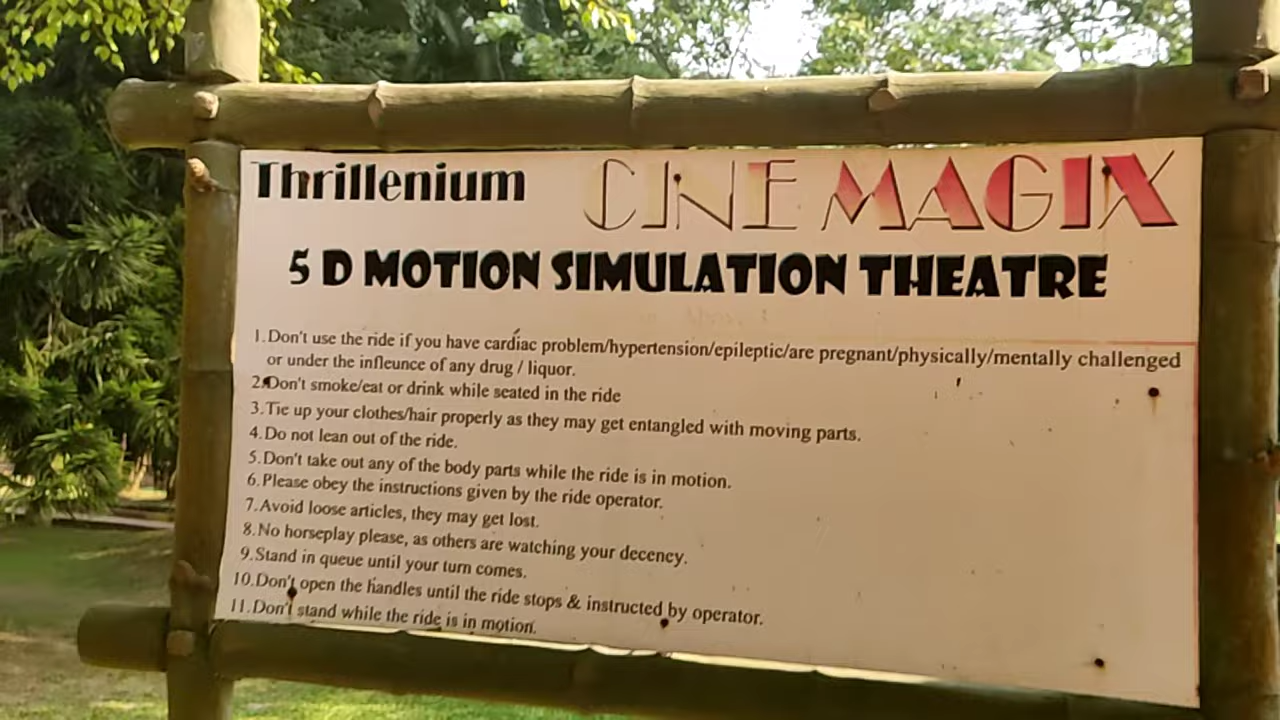 Thrillenium CINEMAGIX
5 D MOTION SIMULATION THEATRE
1.Don't use the ride if you have cardiac problem/hypertension/epileptic/are pregnant/physically/mentally challenged
or under the infleunce of any drug / liquor.
2.Don't smoke/eat or drink while seated in the ride
3.Tie up your clothes/hair properly as they may get entangled with moving parts.
4.Do not lean out of the ride.
5.Don't take out any of the body parts while the ride is in motion.
6.Please obey the instructions given by the ride operator.
7.Avoid loose articles, they may get lost.
8.No horseplay please, as others are watching your decency.
9.Stand in queue until your turn comes.
10.Don't open the handles until the ride stops & instructed by operator.
11.Don't stand while the ride is in motion.